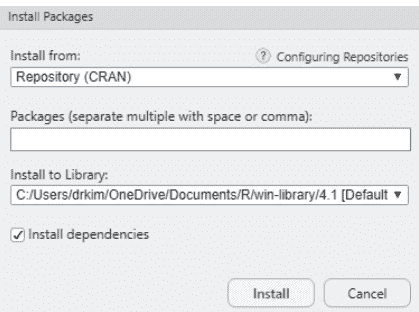 Install Packages
Install from:
? Configuring Repositories
Repository (CRAN)
Packages (separate multiple with space or comma):
Install to Library:
C:/Users/drkim/OneDrive/Documents/R/win-library/4.1 [Default
Install dependencies
Install
Cancel